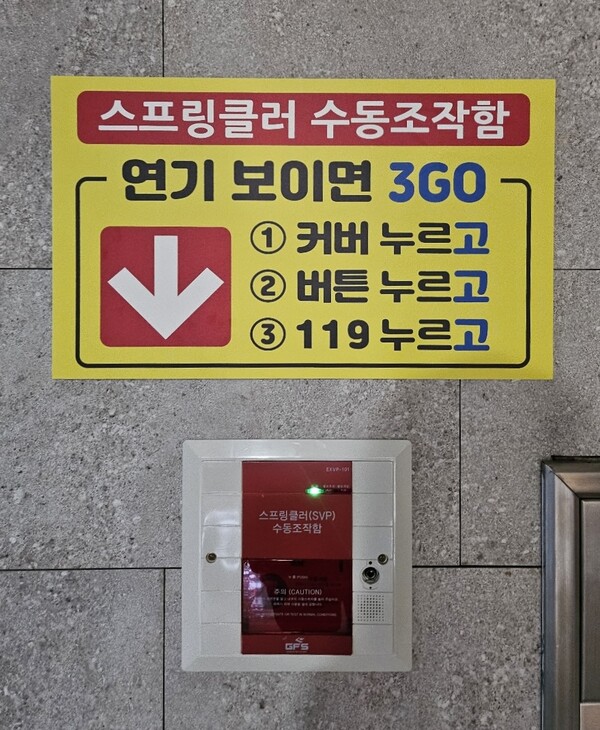 스프링클러 수동조작함
연기 보이면 3GO
① 커버 누르고
② 버튼 누르고
③ 119 누르고
EXVP-101
스프링클러(SVP)
수동조작함
주의 (CAUTION)
GFS